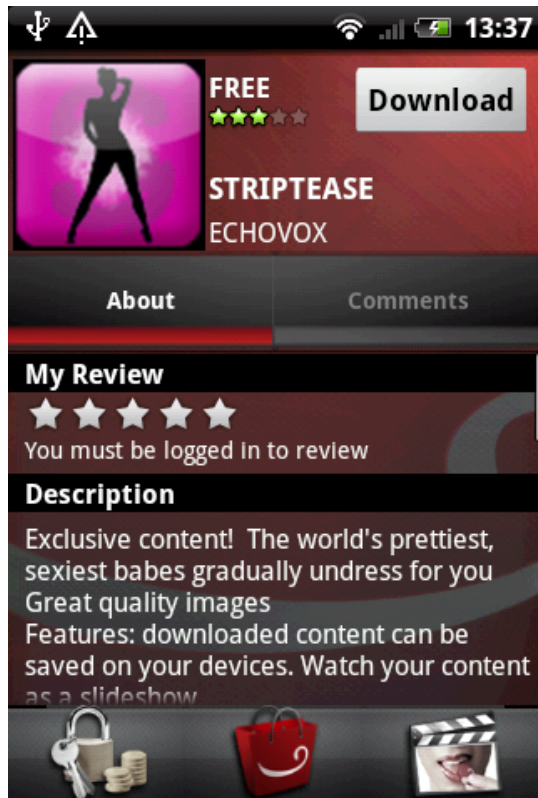 13:37
FREE
Download
STRIPTEASE
ECHOVOX
About
Comments
My Review
You must be logged in to review
Description
Exclusive content! The world's prettiest,
sexiest babes gradually undress for you
Great quality images
Features: downloaded content can be
saved on your devices. Watch your content
as a slideshow